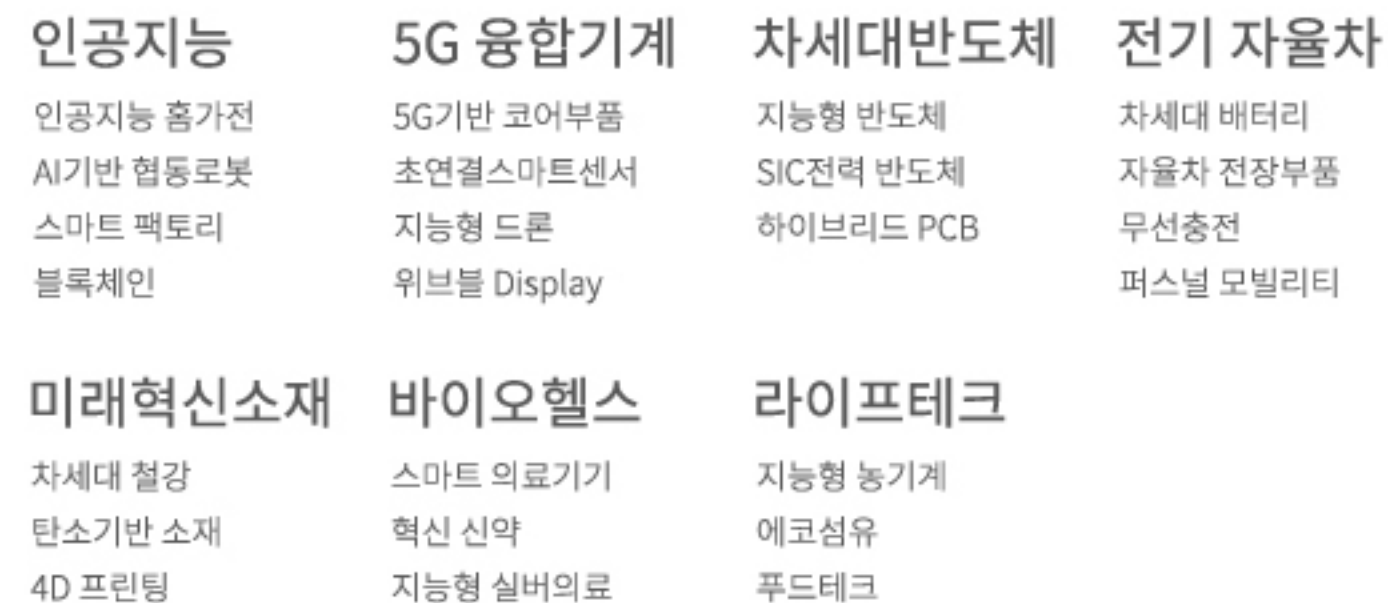 인공지능
인공지능 홈가전
AI기반 협동로봇
스마트 팩토리
블록체인
5G 융합기계
5G기반 코어부품
초연결스마트센서
지능형 드론
위브블 Display
차세대반도체
지능형 반도체
SIC전력 반도체
하이브리드 PCB
전기 자율차
차세대 배터리
자율차 전장부품
무선충전
퍼스널 모빌리티
미래혁신소재
차세대 철강
탄소기반 소재
4D 프린팅
바이오헬스
스마트 의료기기
혁신 신약
지능형 실버의료
라이프테크
지능형 농기계
에코섬유
푸드테크